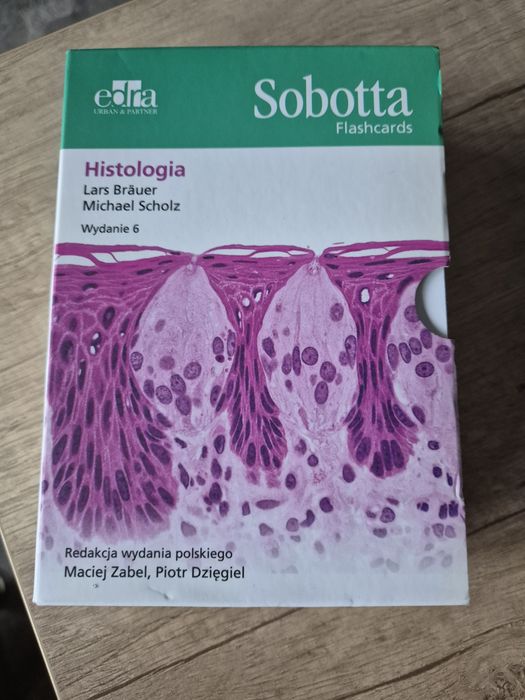 edra
URBAN & PARTNER
Sobotta
Flashcards
Histologia
Lars Bräuer
Michael Scholz
Wydanie 6
Redakcja wydania polskiego
Maciej Zabel, Piotr Dzięgiel